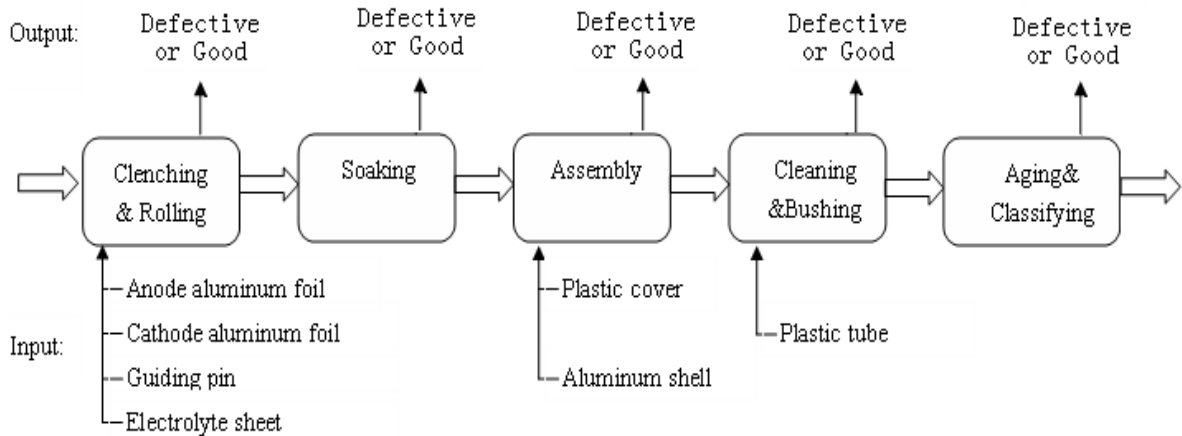 Output:
Defective
or Good
Defective
or Good
Defective
or Good
Defective
or Good
Defective
or Good
Clenching
& Rolling
Soaking
Assembly
Cleaning
&Bushing
Aging&
Classifying
Input:
Anode aluminum foil
Cathode aluminum foil
Guiding pin
Electrolyte sheet
Plastic cover
Aluminum shell
Plastic tube